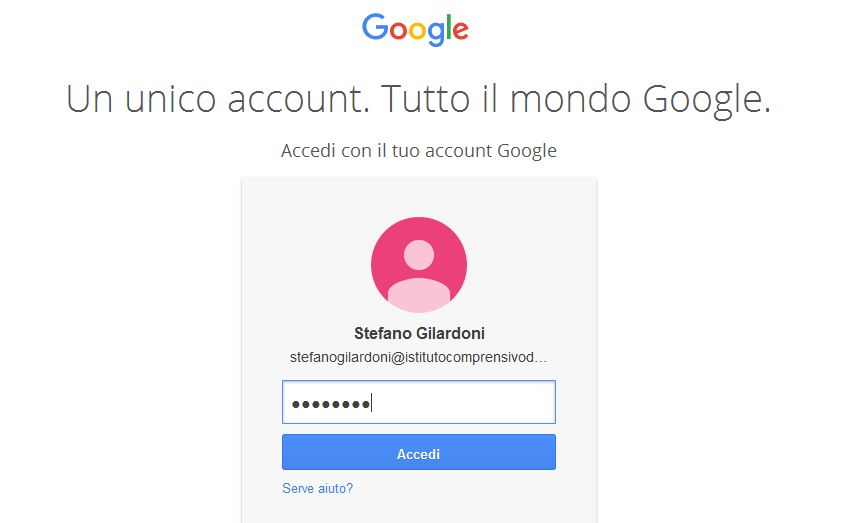 Google
Un unico account. Tutto il mondo Google.
Accedi con il tuo account Google
Stefano Gilardoni
stefanogilardoni@istitutocomprensivod...
••••••••
Accedi
Serve aiuto?